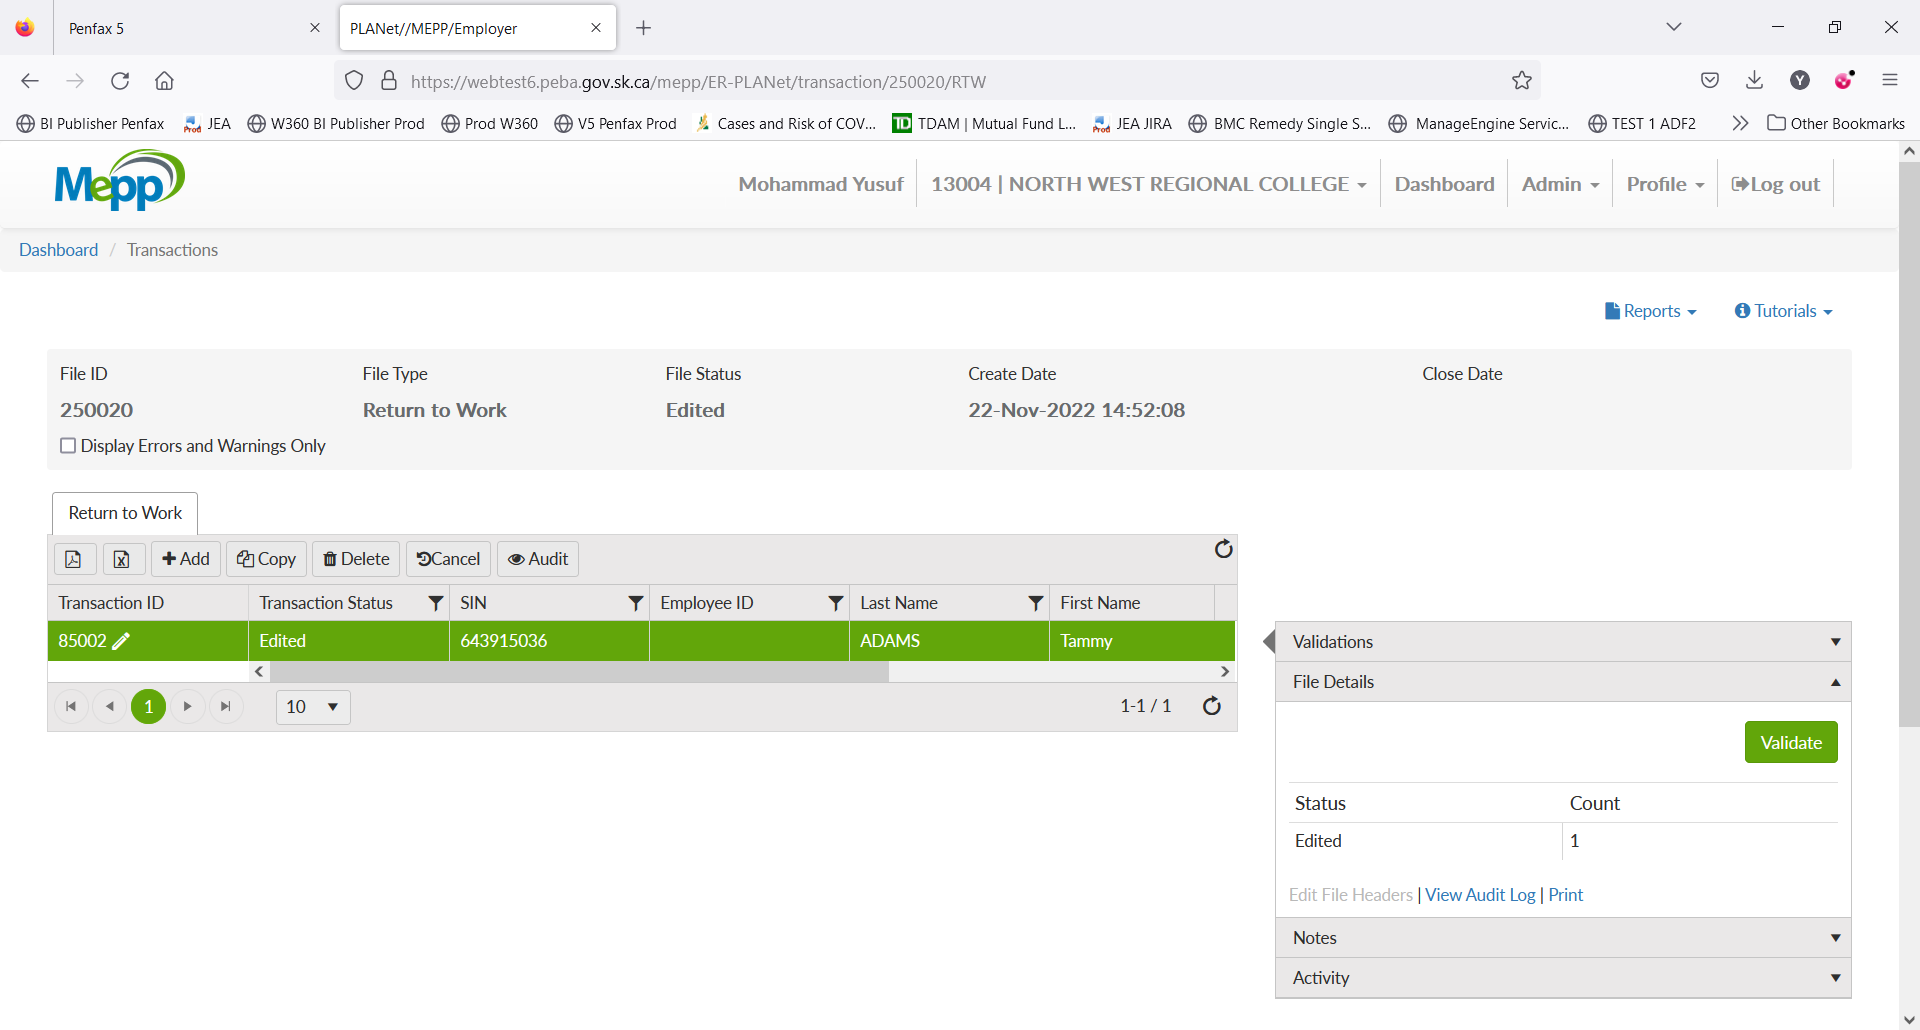 Penfax 5
PLANet//MEPP/Employer
https://webtest6.peba.gov.sk.ca/mepp/ER-PLANet/transaction/250020/RTW
Y
BI Publisher Penfax
Prod JEA
W360 BI Publisher Prod
Prod W360
V5 Penfax Prod
Cases and Risk of COV...
TD TDAM | Mutual Fund L...
Prod JEA JIRA
BMC Remedy Single S...
ManageEngine Servic...
TEST 1 ADF2
Other Bookmarks
Mepp
Mohammad Yusuf
13004 | NORTH WEST REGIONAL COLLEGE
Dashboard
Admin
Profile
Log out
Dashboard / Transactions
Reports
Tutorials
File ID
File Type
File Status
Create Date
Close Date
250020
Return to Work
Edited
22-Nov-2022 14:52:08
Display Errors and Warnings Only
Return to Work
Add
Copy
Delete
Cancel
Audit
Transaction ID
Transaction Status
SIN
Employee ID
Last Name
First Name
85002
Edited
643915036
ADAMS
Tammy
1
10
1-1 / 1
Validations
File Details
Validate
Status
Count
Edited
1
Edit File Headers | View Audit Log | Print
Notes
Activity